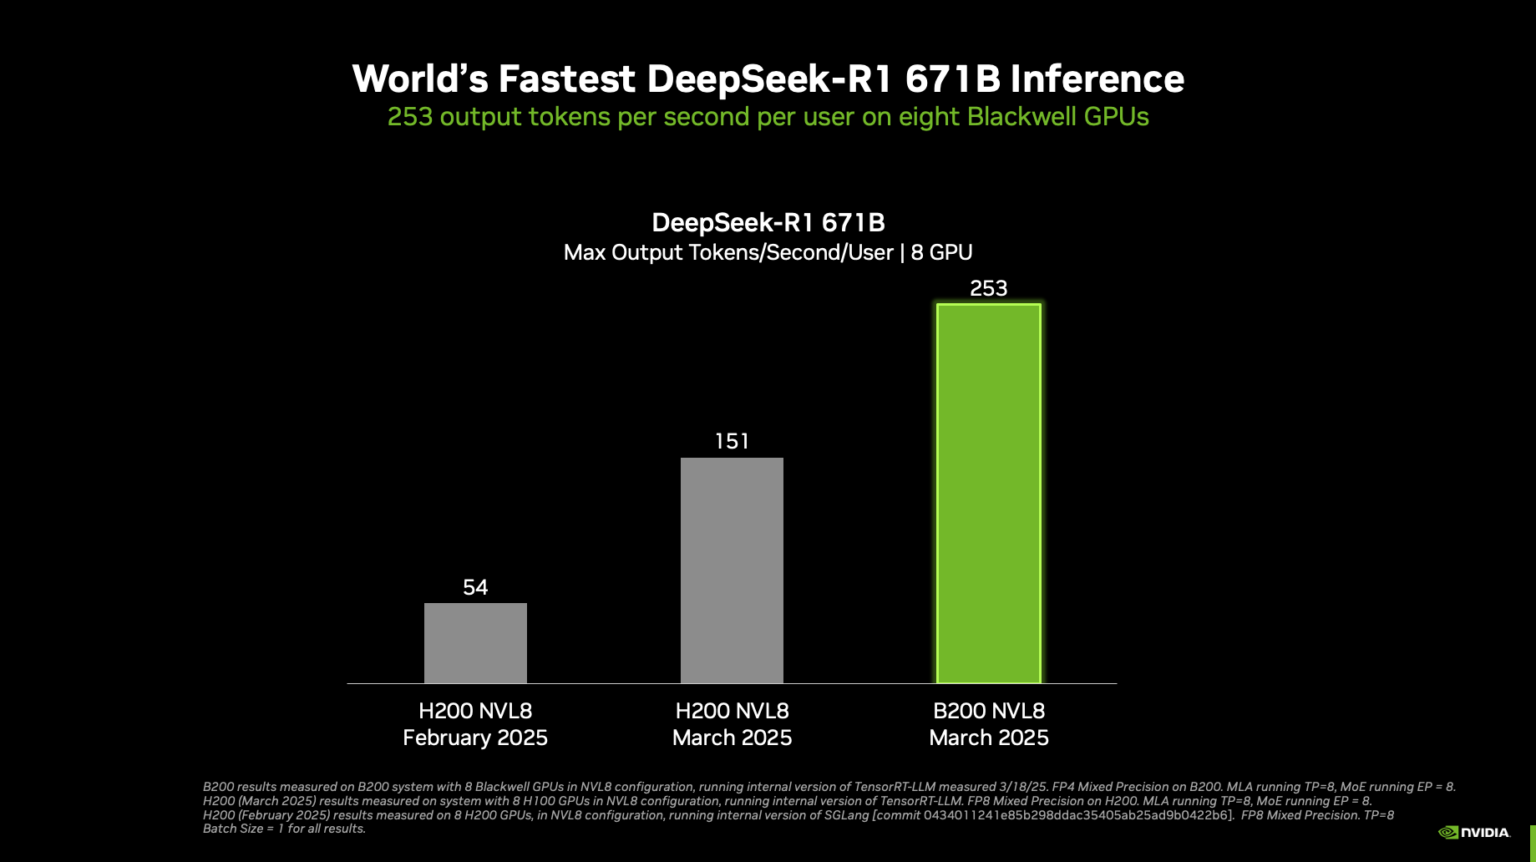 World’s Fastest DeepSeek-R1 671B Inference
253 output tokens per second per user on eight Blackwell GPUs
DeepSeek-R1 671B
Max Output Tokens/Second/User | 8 GPU
253
151
54
H200 NVL8
February 2025
H200 NVL8
March 2025
B200 NVL8
March 2025
B200 results measured on B200 system with 8 Blackwell GPUs in NVL8 configuration, running internal version of TensorRT-LLM measured 3/18/25. FP4 Mixed Precision on B200. MLA running TP=8, MoE running EP = 8.
H200 (March 2025) results measured on system with 8 H100 GPUs in NVL8 configuration, running internal version of TensorRT-LLM. FP8 Mixed Precision on H200. MLA running TP=8, MoE running EP = 8.
H200 (February 2025) results measured on 8 H200 GPUs, in NVL8 configuration, running internal version of SGLang [commit 0434011241e85b298ddac35405ab25ad9b0422b6]. FP8 Mixed Precision. TP=8
Batch Size = 1 for all results.
NVIDIA.